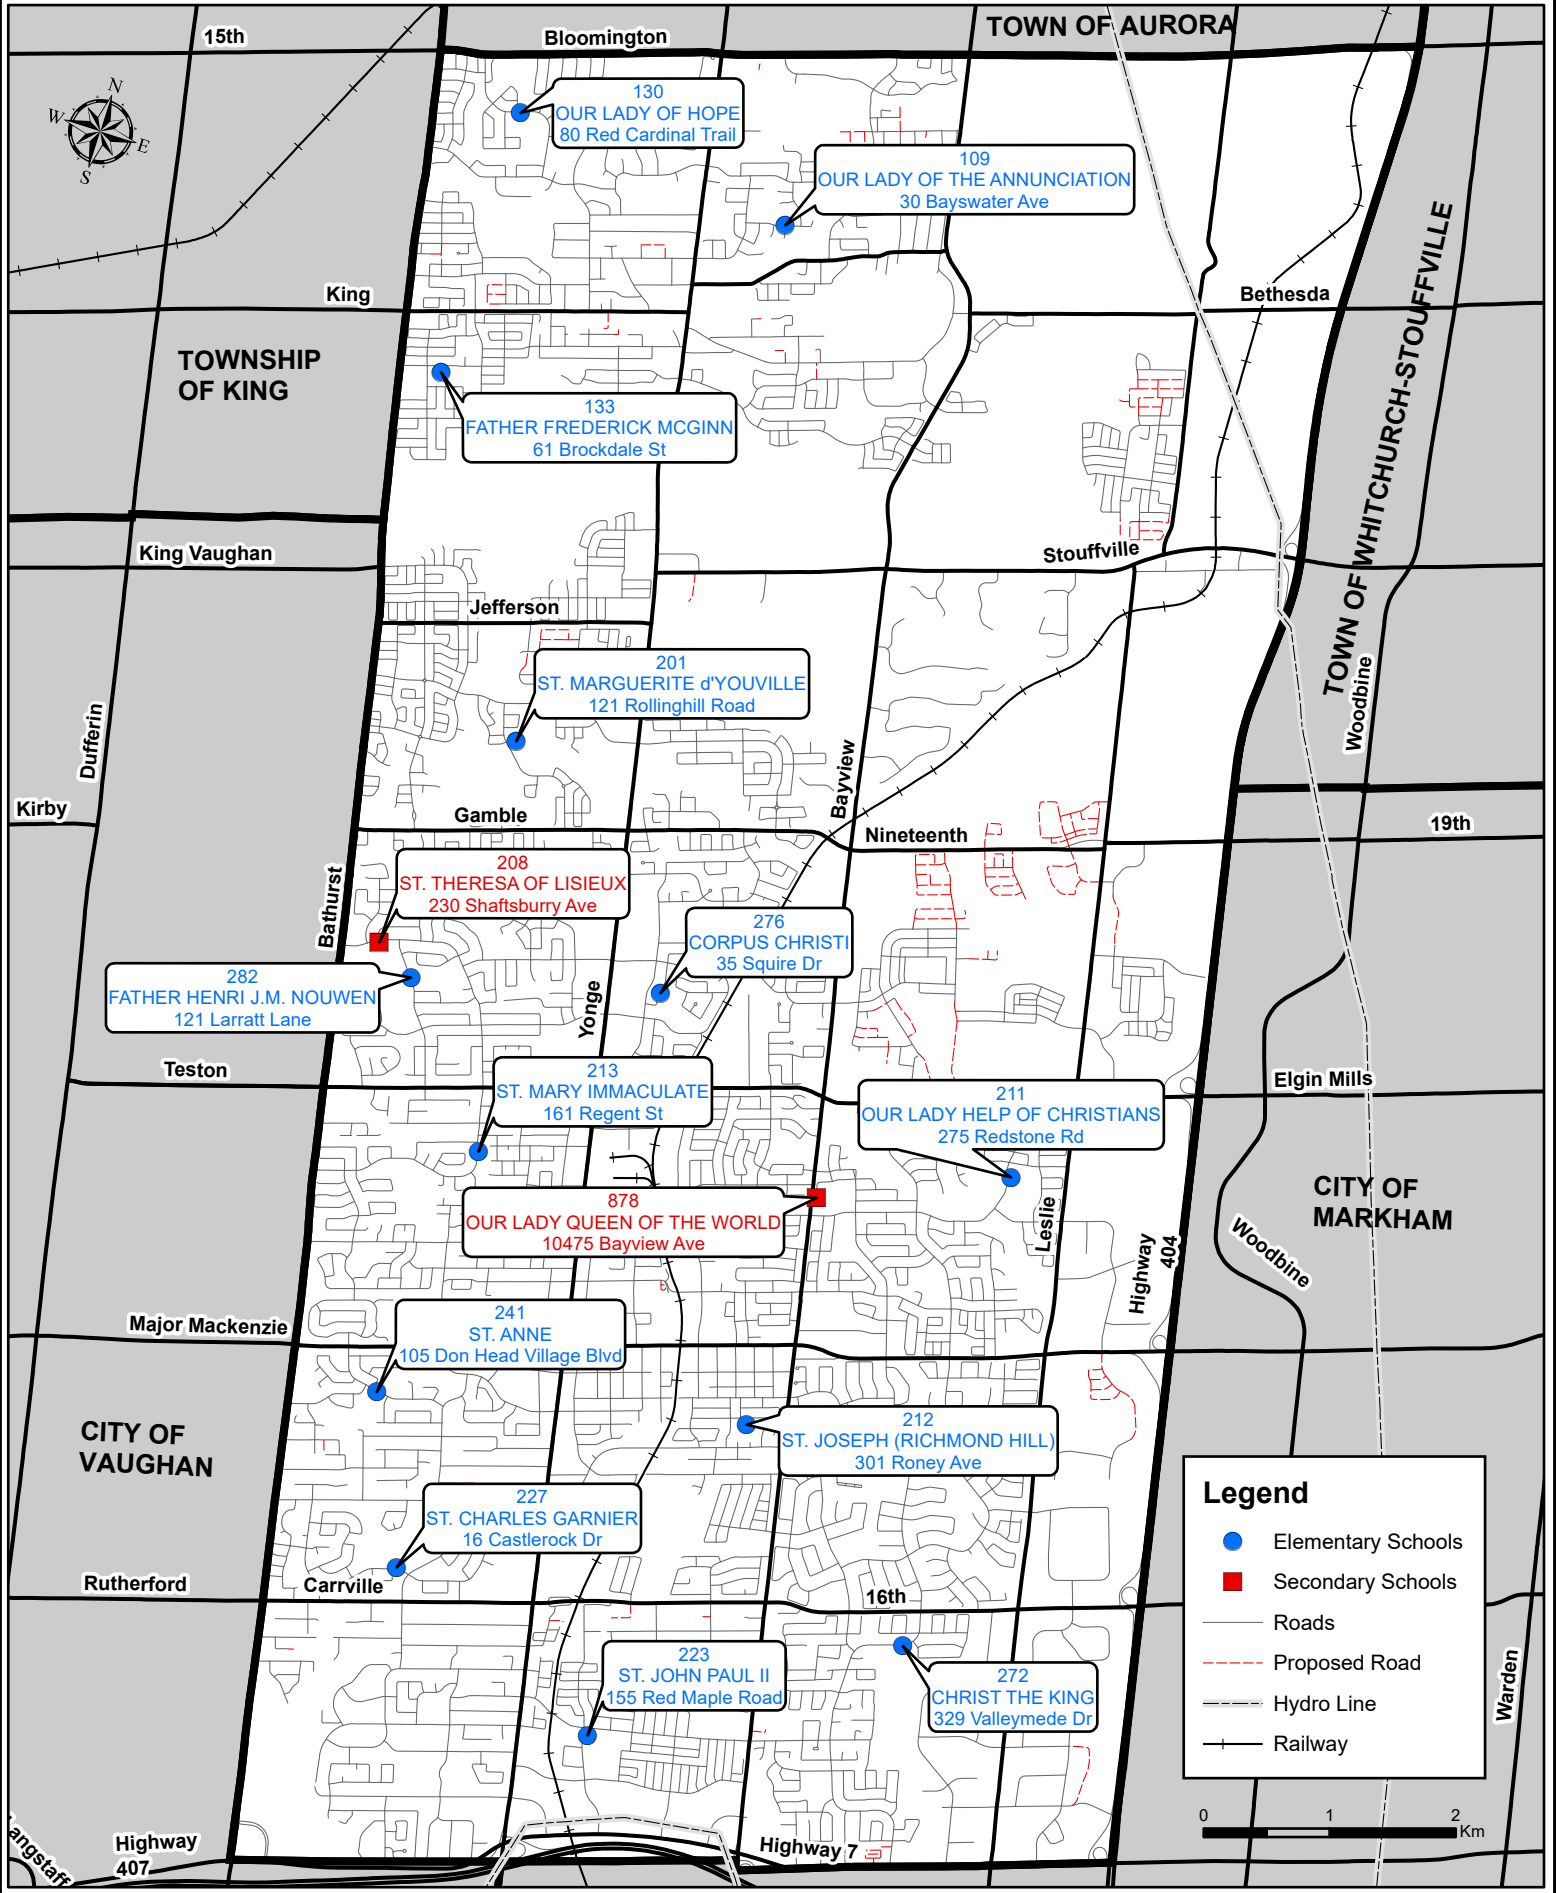 TOWN OF AURORA
15th
Bloomington
N
W
E
S
130
OUR LADY OF HOPE
80 Red Cardinal Trail
109
OUR LADY OF THE ANNUNCIATION
30 Bayswater Ave
King
Bethesda
TOWNSHIP
OF KING
TOWN OF WHITCHURCH-STOUFFVILLE
133
FATHER FREDERICK MCGINN
61 Brockdale St
King Vaughan
Stouffville
Jefferson
201
ST. MARGUERITE d'YOUVILLE
121 Rollinghill Road
Woodbine
Dufferin
Bayview
Kirby
Gamble
Nineteenth
19th
208
ST. THERESA OF LISIEUX
230 Shaftsburry Ave
Bathurst
276
CORPUS CHRISTI
35 Squire Dr
282
FATHER HENRI J.M. NOUWEN
121 Larratt Lane
Yonge
Teston
213
ST. MARY IMMACULATE
161 Regent St
211
OUR LADY HELP OF CHRISTIANS
275 Redstone Rd
Elgin Mills
878
OUR LADY QUEEN OF THE WORLD
10475 Bayview Ave
Leslie
Highway
404
CITY OF
MARKHAM
Woodbine
Major Mackenzie
241
ST. ANNE
105 Don Head Village Blvd
CITY OF
VAUGHAN
212
ST. JOSEPH (RICHMOND HILL)
301 Roney Ave
227
ST. CHARLES GARNIER
16 Castlerock Dr
Rutherford
Carrville
16th
223
ST. JOHN PAUL II
155 Red Maple Road
272
CHRIST THE KING
329 Valleymede Dr
Legend
Elementary Schools
Secondary Schools
Roads
Proposed Road
Hydro Line
Railway
Warden
0 1 2
Km
Langstaff
Highway
407
Highway 7